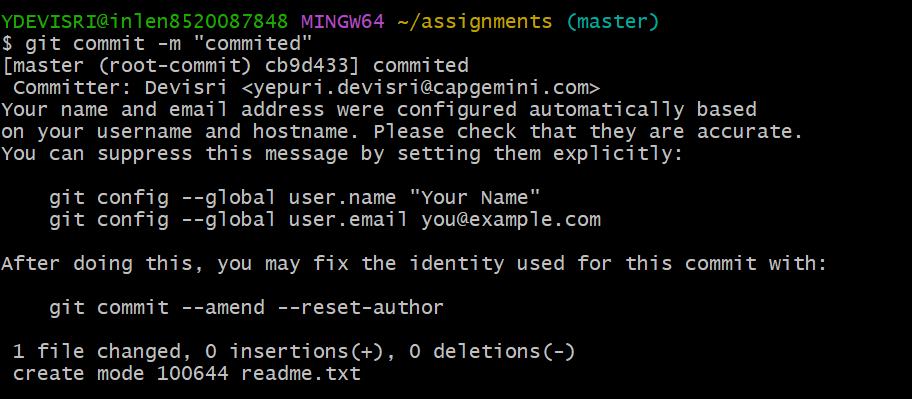 YDEVISRI@inlen8520087848 MINGW64 ~/assignments (master)
$ git commit -m "commited"
[master (root-commit) cb9d433] commited
 Committer: Devisri <yepuri.devisri@capgemini.com>
Your name and email address were configured automatically based
on your username and hostname. Please check that they are accurate.
You can suppress this message by setting them explicitly:

    git config --global user.name "Your Name"
    git config --global user.email you@example.com

After doing this, you may fix the identity used for this commit with:

    git commit --amend --reset-author

 1 file changed, 0 insertions(+), 0 deletions(-)
 create mode 100644 readme.txt